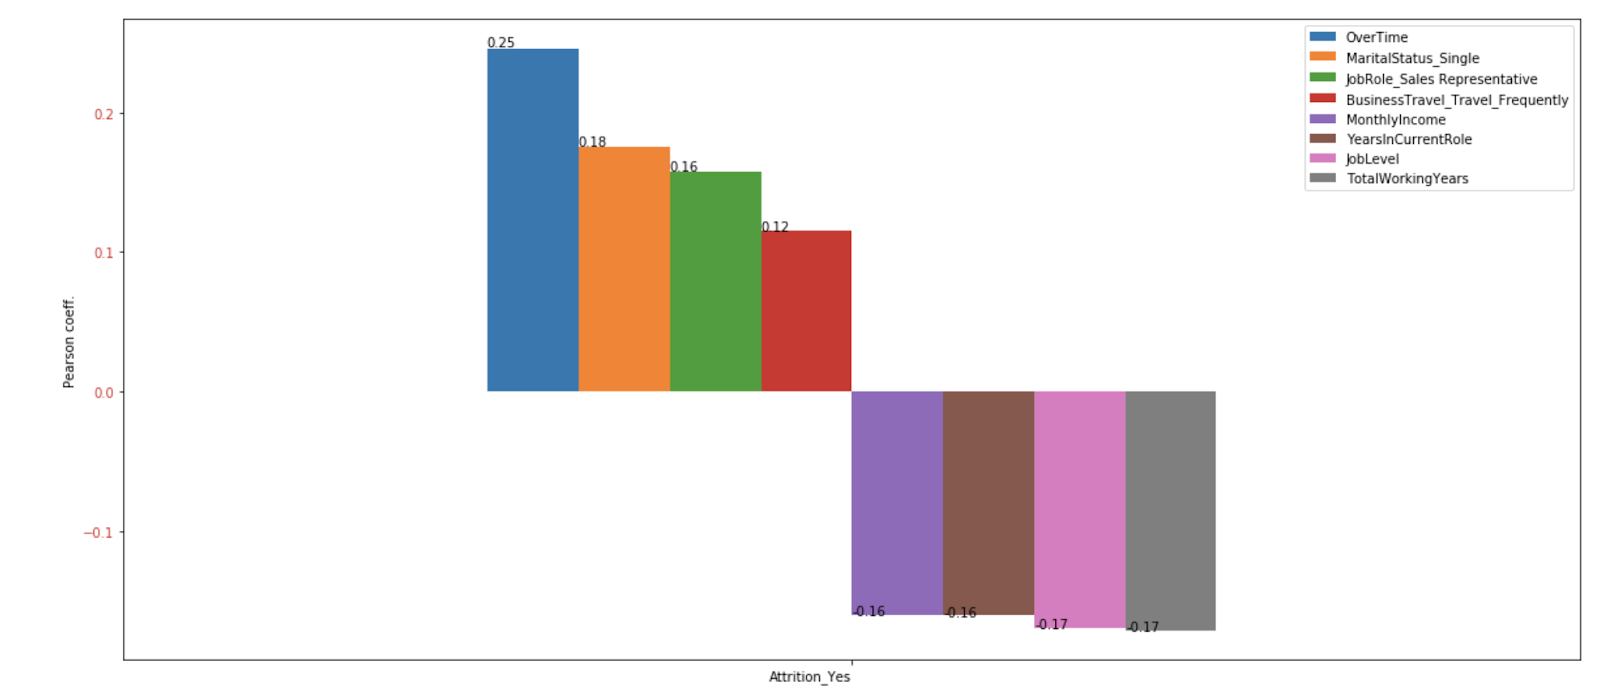 0.25
OverTime
MaritalStatus_Single
JobRole_Sales Representative
BusinessTravel_Travel_Frequently
MonthlyIncome
YearsInCurrentRole
JobLevel
TotalWorkingYears
0.2
0.18
0.16
0.12
0.1
Pearson coeff.
0.0
−0.1
-0.16
-0.16
-0.17
-0.17
Attrition_Yes